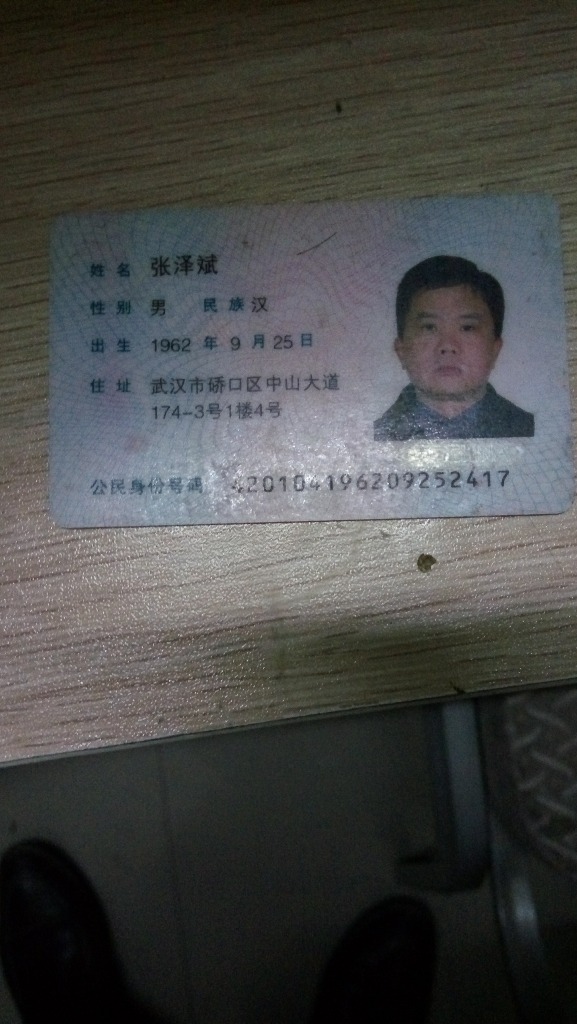 姓名 张泽斌
性别 男 民族 汉
出生 1962 年 9 月 25 日
住址 武汉市硚口区中山大道
174-3号1楼4号
公民身份号码 420104196209252417